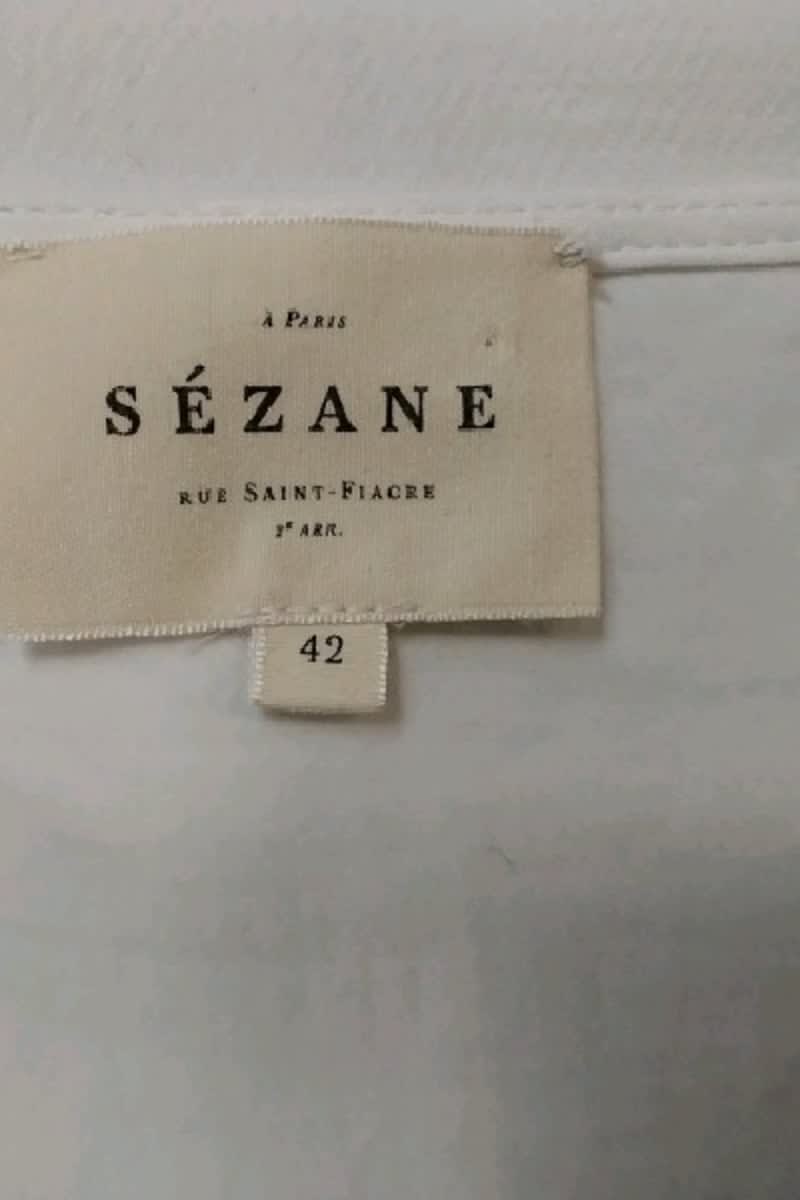 À PARIS
SÉZANE
RUE SAINT-FIACRE
2e ARR.
42